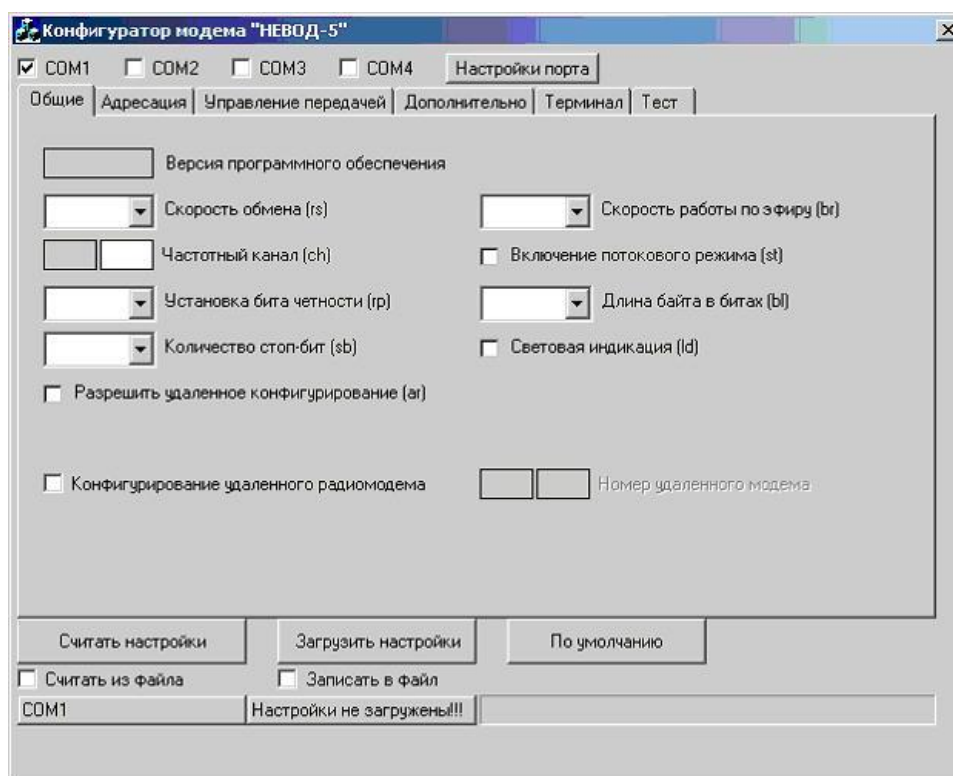 Конфигуратор модема "НЕВОД-5"
COM1 COM2 COM3 COM4 Настройки порта
Общие Адресация Управление передачей Дополнительно Терминал Тест
Версия программного обеспечения
Скорость обмена (rs) Скорость работы по эфиру (br)
Частотный канал (ch) Включение потокового режима (st)
Установка бита четности (rp) Длина байта в битах (bl)
Количество стоп-бит (sb) Световая индикация (ld)
Разрешить удаленное конфигурирование (ar)
Конфигурирование удаленного радиомодема Номер удаленного модема
Считать настройки Загрузить настройки По умолчанию
Считать из файла Записать в файл
COM1 Настройки не загружены!!!